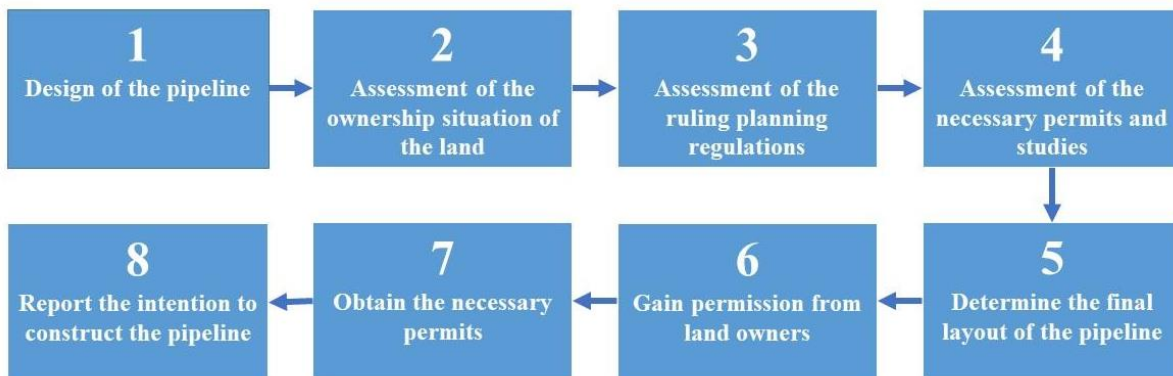 1
Design of the pipeline
2
Assessment of the
ownership situation of
the land
3
Assessment of the
ruling planning
regulations
4
Assessment of the
necessary permits and
studies
5
Determine the final
layout of the pipeline
6
Gain permission from
land owners
7
Obtain the necessary
permits
8
Report the intention to
construct the pipeline